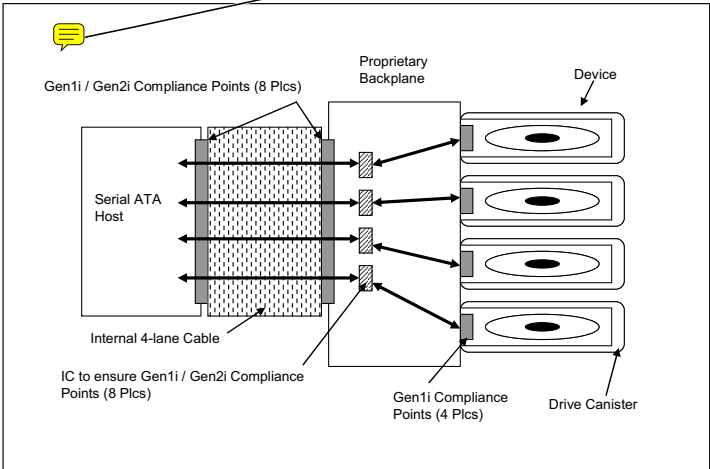 Proprietary
Backplane
Device
Gen1i / Gen2i Compliance Points (8 Plcs)
Serial ATA
Host
Internal 4-lane Cable
IC to ensure Gen1i / Gen2i Compliance
Points (8 Plcs)
Gen1i Compliance
Points (4 Plcs)
Drive Canister